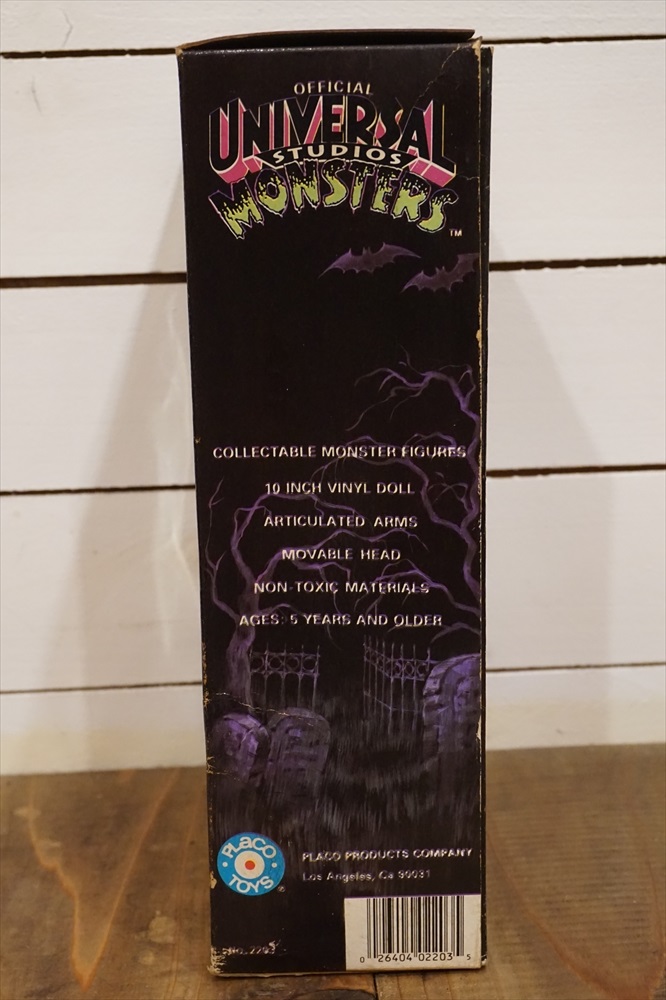 OFFICIAL
UNIVERSAL
STUDIOS
MONSTERS
TM
COLLECTABLE MONSTER FIGURES
10 INCH VINYL DOLL
ARTICULATED ARMS
MOVABLE HEAD
NON-TOXIC MATERIALS
AGES: 5 YEARS AND OLDER
PLACO
TOYS
®
PLACO PRODUCTS COMPANY
Los Angeles, Ca 90031
0 26404 02203 5